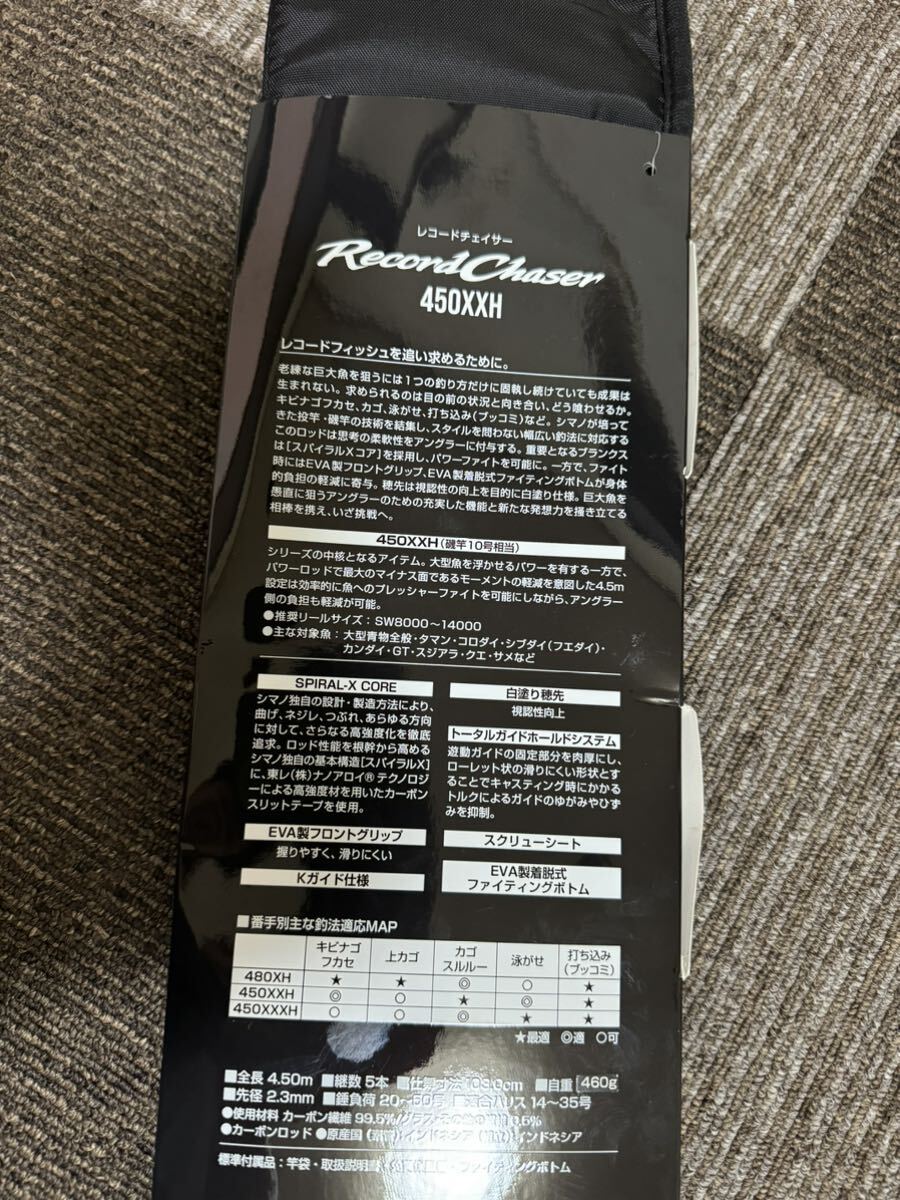 レコードチェイサー
Record Chaser
450XXH
レコードフィッシュを追い求めるために。
老練な巨大魚を狙うには1つの釣り方だけに固執し続けていても成果は
生まれない。求められるのは目の前の状況と向き合い、どう喰わせるか。
キビナゴフカセ、カゴ、泳がせ、打ち込み(ブッコミ)など。シマノが培って
きた投竿・磯竿の技術を結集し、スタイルを問わない幅広い釣法に対応する
このロッドは思考の柔軟性をアングラーに付与する。重要となるブランクス
は[スパイラルXコア]を採用し、パワーファイトを可能に。一方で、ファイト
時にはEVA製フロントグリップ、EVA製着脱式ファイティングボトムが身体
的負担の軽減に寄与。穂先は視認性の向上を目的に白塗り仕様。巨大魚を
愚直に狙うアングラーのための充実した機能と新たな発想力を掻き立てる
相棒を携え、いざ挑戦へ。
450XXH(磯竿10号相当)
シリーズの中核となるアイテム。大型魚を浮かせるパワーを有する一方で、
パワーロッドで最大のマイナス面であるモーメントの軽減を意図した4.5m
設定は効率的に魚へのプレッシャーファイトを可能にしながら、アングラー
側の負担も軽減が可能。
●推奨リールサイズ:SW8000～14000
●主な対象魚:大型青物全般・タマン・コロダイ・シブダイ(フエダイ)・
カンダイ・GT・スジアラ・クエ・サメなど
SPIRAL-X CORE
シマノ独自の設計・製造方法により、
曲げ、ネジレ、つぶれ、あらゆる方向
に対して、さらなる高強度化を徹底
追求。ロッド性能を根幹から高める
シマノ独自の基本構造[スパイラルX]
に、東レ(株)ナノアロイ®テクノロジ
ーによる高強度材を用いたカーボン
スリットテープを使用。
EVA製フロントグリップ
握りやすく、滑りにくい
Kガイド仕様
白塗り穂先
視認性向上
トータルガイドホールドシステム
遊動ガイドの固定部分を肉厚にし、
ローレット状の滑りにくい形状とす
ることでキャスティング時にかかる
トルクによるガイドのゆがみやひず
みを抑制。
スクリューシート
EVA製着脱式
ファイティングボトム
■番手別主な釣法適応MAP
キビナゴフカセ 上カゴ カゴスルルー 泳がせ 打ち込み(ブッコミ)
480XH ★ ★ ◎ ○ ★
450XXH ◎ ○ ★ ◎ ★
450XXXH ○ ○ ◎ ★ ★
★最適 ◎適 ○可
■全長 4.50m ■継数 5本 ■仕舞寸法 cm ■自重 460g
■先径 2.3mm ■錘負荷 20～ 号 ■適合ハリス 14～35号
●使用材料 カーボン繊維 99.5%/ .5%
●カーボンロッド ●原産国 インドネシア インドネシア
標準付属品:竿袋・取扱説明書・ ・ファイティングボトム